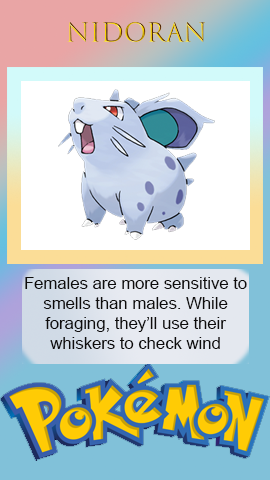 NIDORAN
Females are more sensitive to
smells than males. While
foraging, they’ll use their
whiskers to check wind
POKéMON